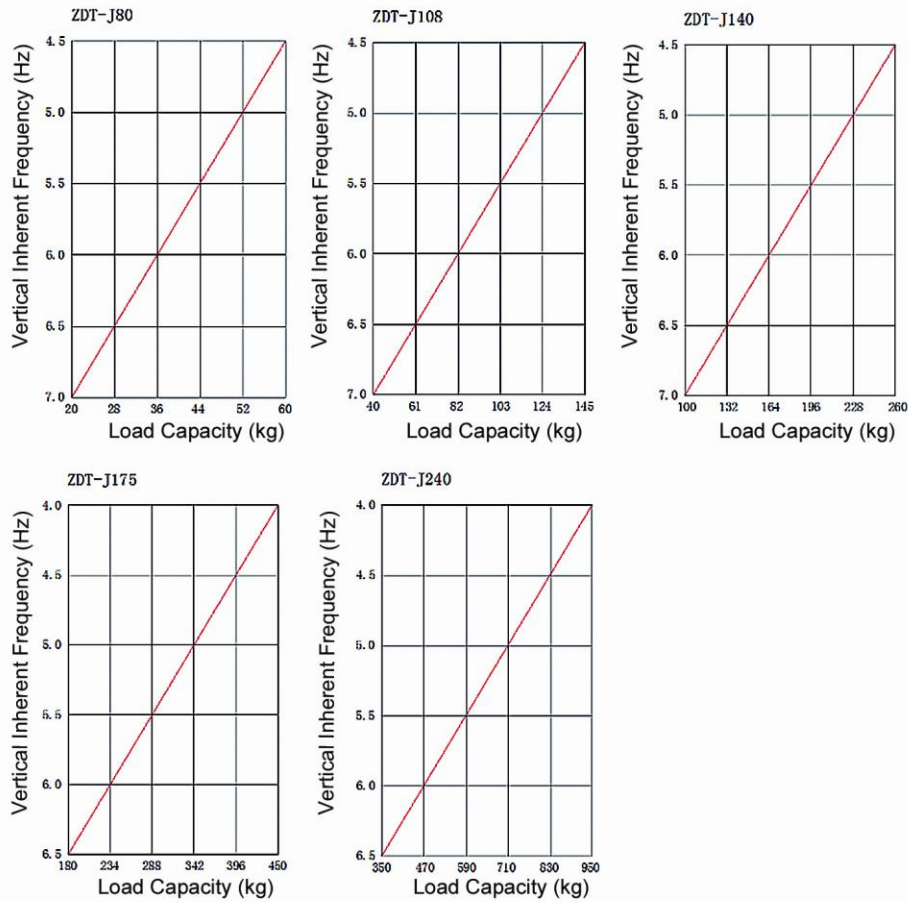 ZDT-J80
Vertical Inherent Frequency (Hz)
4.5
5.0
5.5
6.0
6.5
7.0
20 28 36 44 52 60
Load Capacity (kg)
ZDT-J108
Vertical Inherent Frequency (Hz)
4.5
5.0
5.5
6.0
6.5
7.0
40 61 82 103 124 145
Load Capacity (kg)
ZDT-J140
Vertical Inherent Frequency (Hz)
4.5
5.0
5.5
6.0
6.5
7.0
100 132 164 196 228 260
Load Capacity (kg)
ZDT-J175
Vertical Inherent Frequency (Hz)
4.0
4.5
5.0
5.5
6.0
6.5
180 234 288 342 396 450
Load Capacity (kg)
ZDT-J240
Vertical Inherent Frequency (Hz)
4.0
4.5
5.0
5.5
6.0
6.5
350 470 590 710 830 950
Load Capacity (kg)